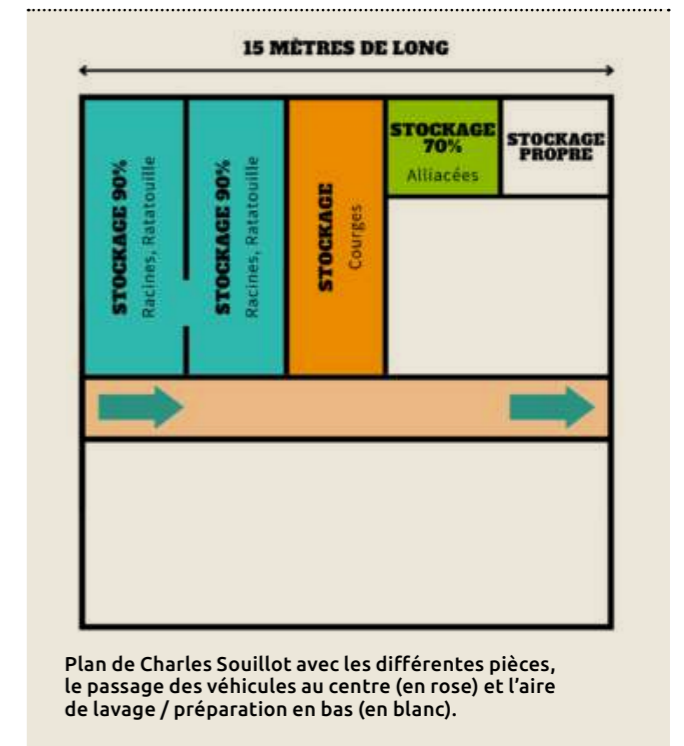 15 MÈTRES DE LONG
STOCKAGE 90%
Racines, Ratatouille
STOCKAGE 90%
Racines, Ratatouille
STOCKAGE
Courges
STOCKAGE
70%
Alliacées
STOCKAGE
PROPRE
Plan de Charles Souillot avec les différentes pièces,
le passage des véhicules au centre (en rose) et l'aire
de lavage / préparation en bas (en blanc).